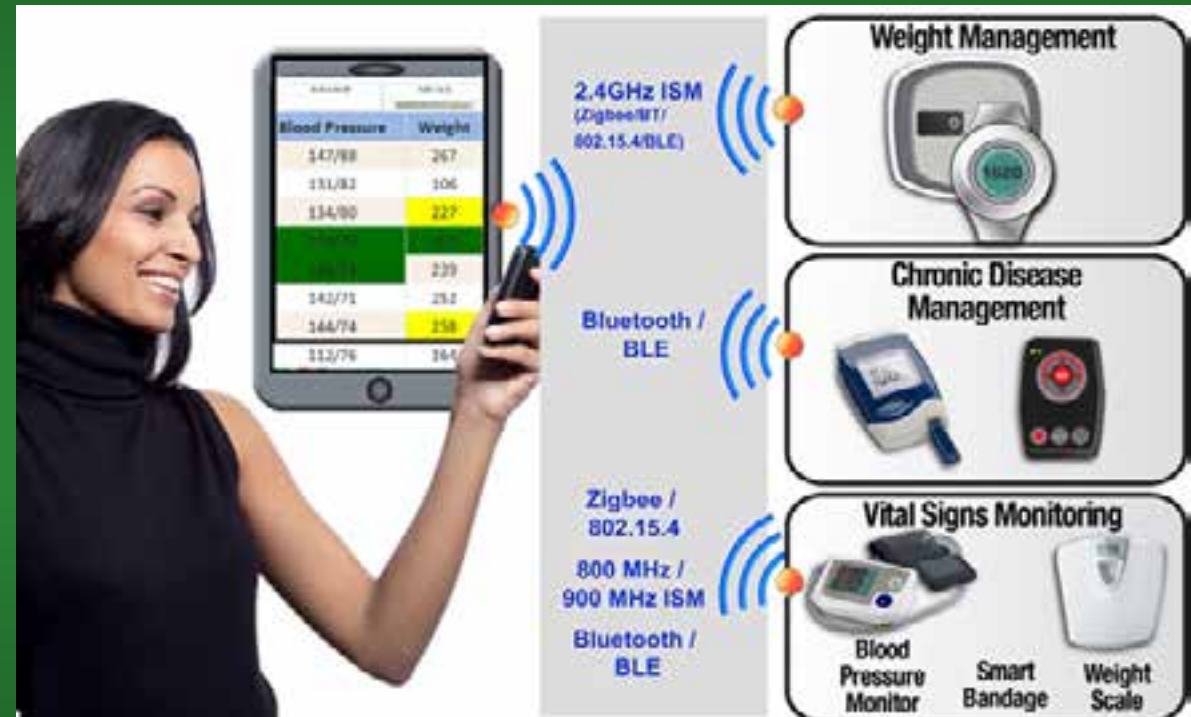 Blood Pressure Weight
147/88 267
131/82 106
134/80 227
239
142/71 252
144/74 258
112/76 164
2.4GHz ISM
(Zigbee/BT/
802.15.4/BLE)
Bluetooth /
BLE
Zigbee /
802.15.4
800 MHz /
900 MHz ISM
Bluetooth /
BLE
Weight Management
1620
Chronic Disease
Management
Vital Signs Monitoring
Blood
Pressure
Monitor
Smart
Bandage
Weight
Scale